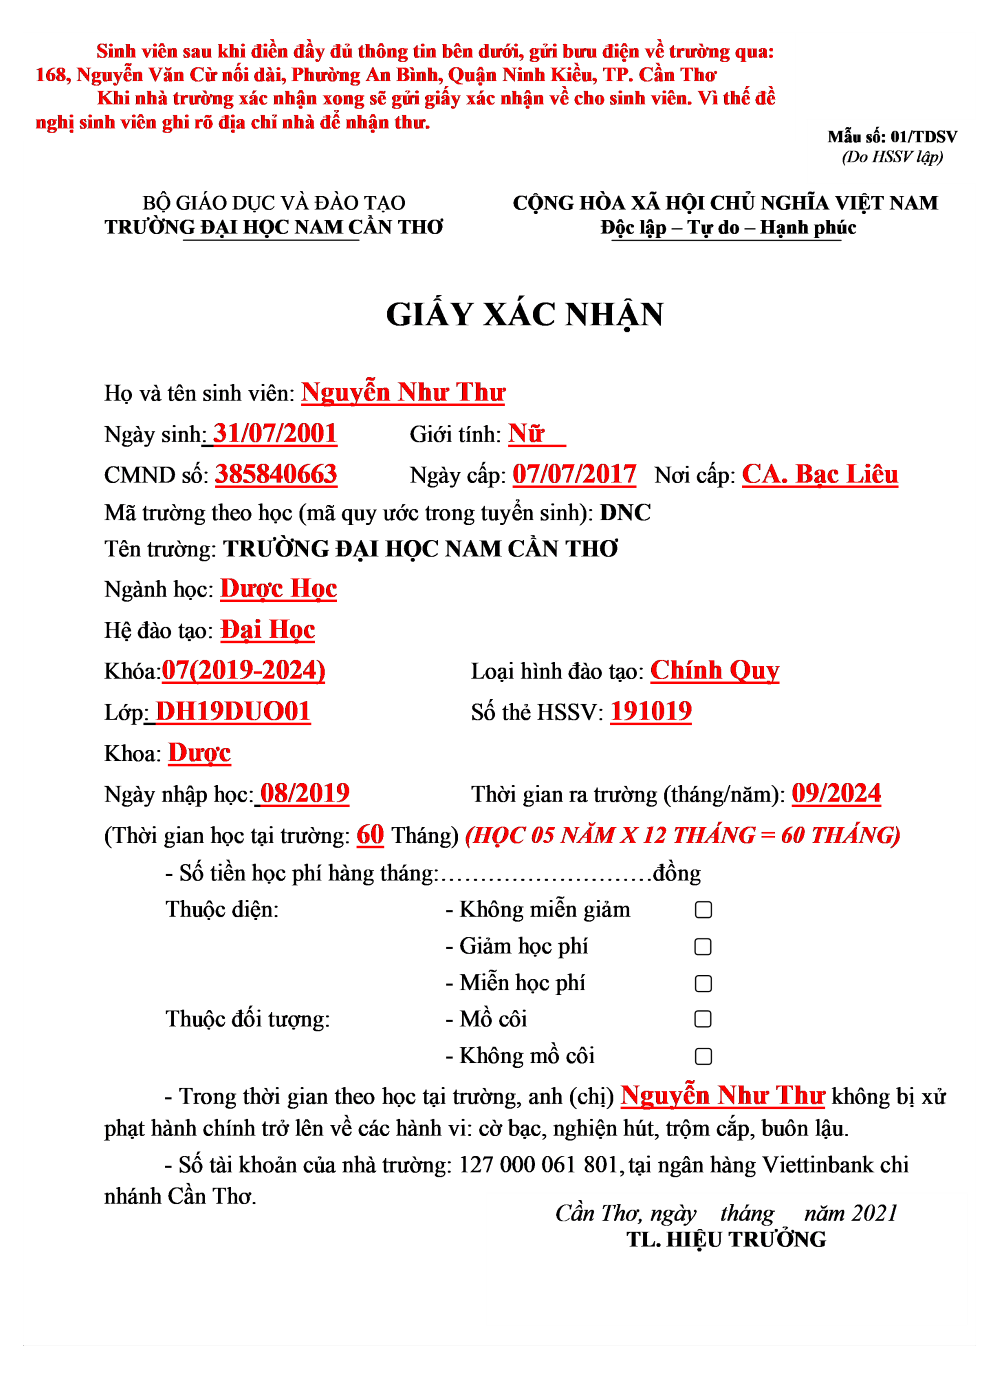 Sinh viên sau khi điền đầy đủ thông tin bên dưới, gửi bưu điện về trường qua:
168, Nguyễn Văn Cừ nối dài, Phường An Bình, Quận Ninh Kiều, TP. Cần Thơ
Khi nhà trường xác nhận xong sẽ gửi giấy xác nhận về cho sinh viên. Vì thế đề
nghị sinh viên ghi rõ địa chỉ nhà để nhận thư.
Mẫu số: 01/TDSV
(Do HSSV lập)
BỘ GIÁO DỤC VÀ ĐÀO TẠO CỘNG HÒA XÃ HỘI CHỦ NGHĨA VIỆT NAM
TRƯỜNG ĐẠI HỌC NAM CẦN THƠ Độc lập – Tự do – Hạnh phúc
GIẤY XÁC NHẬN
Họ và tên sinh viên: Nguyễn Như Thư
Ngày sinh: 31/07/2001 Giới tính: Nữ
CMND số: 385840663 Ngày cấp: 07/07/2017 Nơi cấp: CA. Bạc Liêu
Mã trường theo học (mã quy ước trong tuyển sinh): DNC
Tên trường: TRƯỜNG ĐẠI HỌC NAM CẦN THƠ
Ngành học: Dược Học
Hệ đào tạo: Đại Học
Khóa:07(2019-2024) Loại hình đào tạo: Chính Quy
Lớp: DH19DUO01 Số thẻ HSSV: 191019
Khoa: Dược
Ngày nhập học: 08/2019 Thời gian ra trường (tháng/năm): 09/2024
(Thời gian học tại trường: 60 Tháng) (HỌC 05 NĂM X 12 THÁNG = 60 THÁNG)
- Số tiền học phí hàng tháng:………………………đồng
Thuộc diện: - Không miễn giảm ▢
- Giảm học phí ▢
- Miễn học phí ▢
Thuộc đối tượng: - Mồ côi ▢
- Không mồ côi ▢
- Trong thời gian theo học tại trường, anh (chị) Nguyễn Như Thư không bị xử
phạt hành chính trở lên về các hành vi: cờ bạc, nghiện hút, trộm cắp, buôn lậu.
- Số tài khoản của nhà trường: 127 000 061 801, tại ngân hàng Viettinbank chi
nhánh Cần Thơ.
Cần Thơ, ngày tháng năm 2021
TL. HIỆU TRƯỞNG